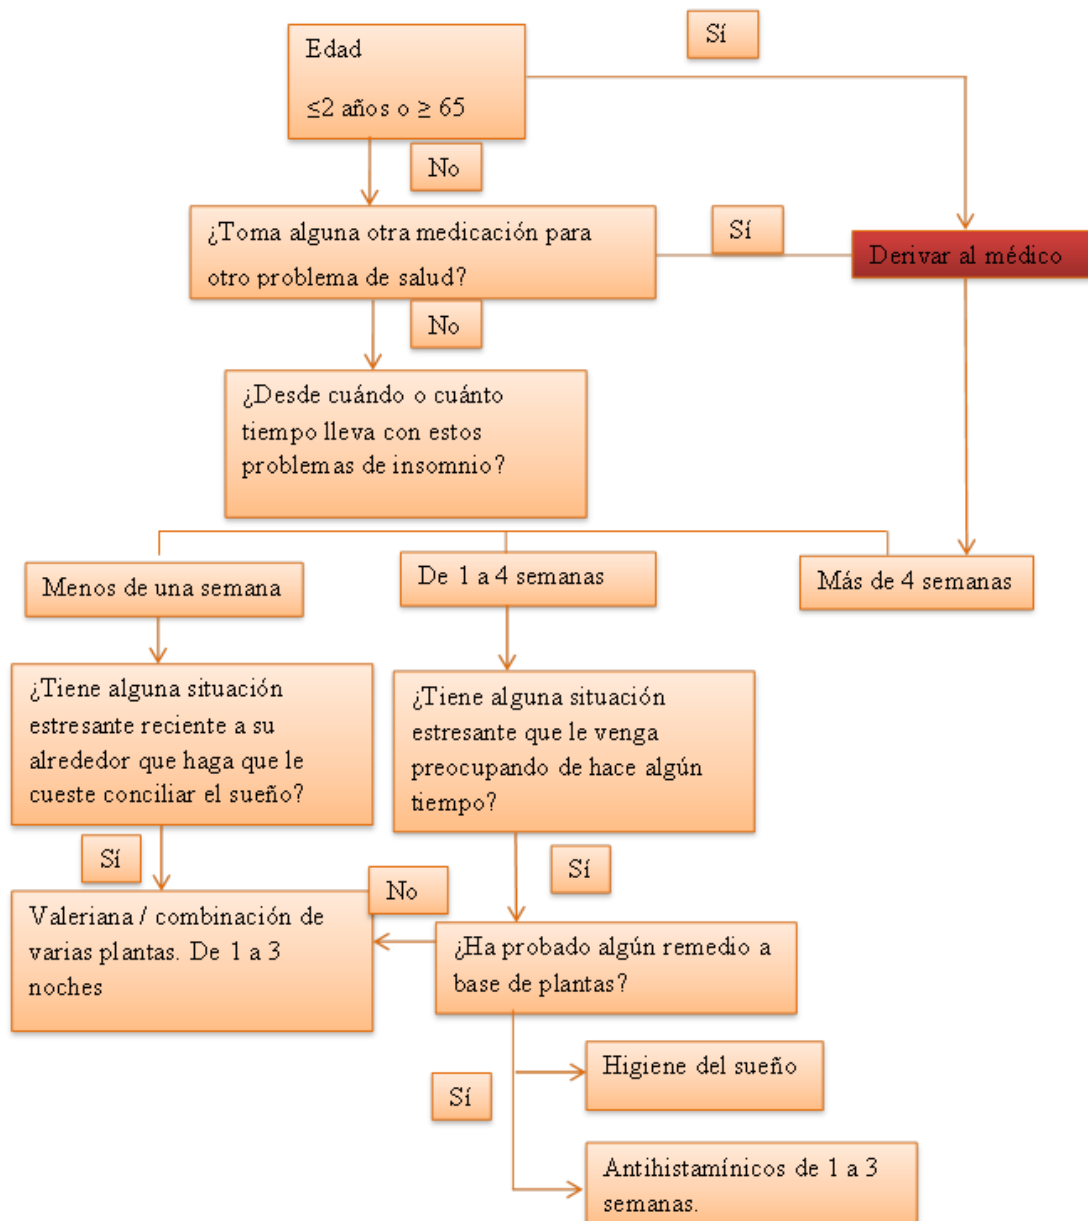 Edad
≤2 años o ≥ 65
Sí
No
¿Toma alguna otra medicación para
otro problema de salud?
Sí
Derivar al médico
No
¿Desde cuándo o cuánto
tiempo lleva con estos
problemas de insomnio?
Menos de una semana
De 1 a 4 semanas
Más de 4 semanas
¿Tiene alguna situación
estresante reciente a su
alrededor que haga que le
cueste conciliar el sueño?
¿Tiene alguna situación
estresante que le venga
preocupando de hace algún
tiempo?
Sí
Sí
No
Valeriana / combinación de
varias plantas. De 1 a 3
noches
¿Ha probado algún remedio a
base de plantas?
Sí
Higiene del sueño
Antihistamínicos de 1 a 3
semanas.